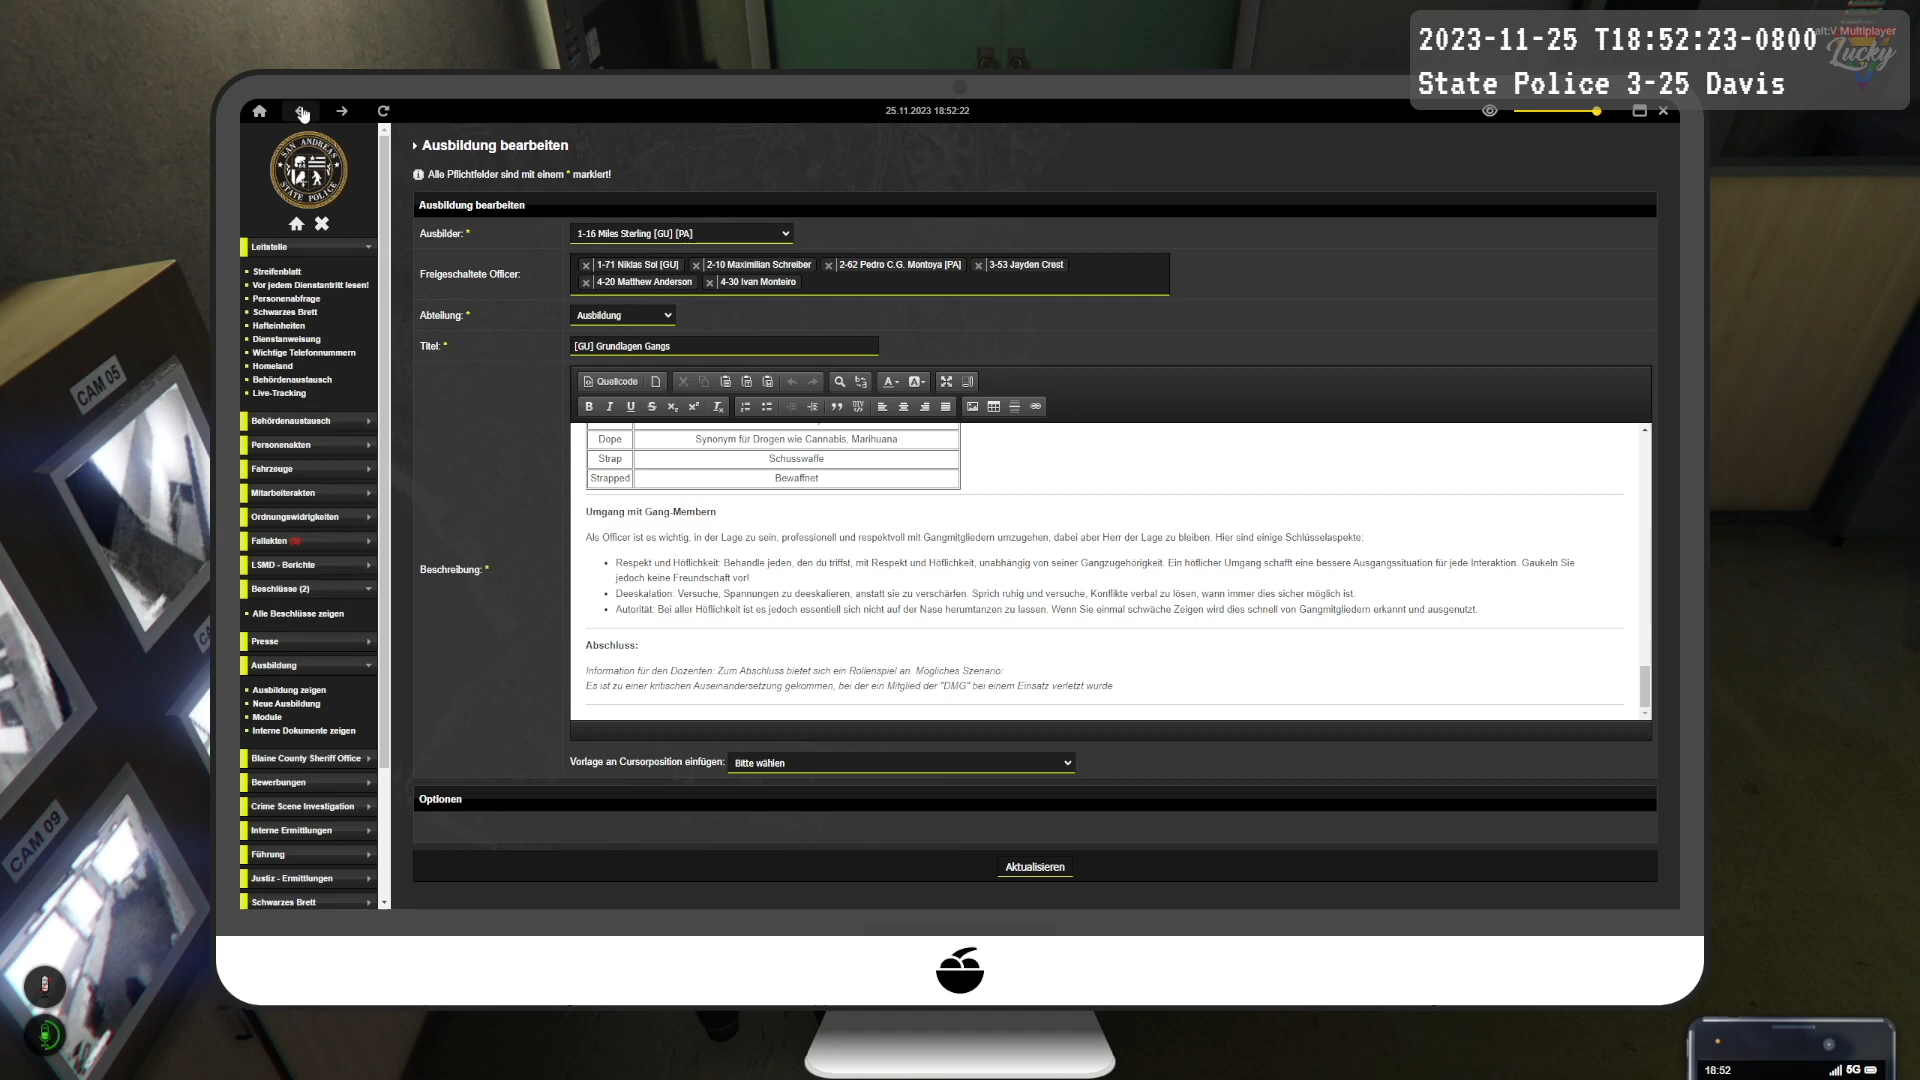 2023-11-25 T18:52:23-0800
alt:V Multiplayer
Lucky
State Police 3-25 Davis
25.11.2023 18:52:22
SAN ANDREAS
STATE POLICE
Leitstelle
Streifenblatt
Vor jedem Dienstantritt lesen!
Personenabfrage
Schwarzes Brett
Hafteinheiten
Dienstanweisung
Wichtige Telefonnummern
Homeland
Behördenaustausch
Live-Tracking
Behördenaustausch
Personenakten
Fahrzeuge
Mitarbeiterakten
Ordnungswidrigkeiten
Fallakten
LSMD - Berichte
Beschlüsse (2)
Alle Beschlüsse zeigen
Presse
Ausbildung
Ausbildung zeigen
Neue Ausbildung
Module
Interne Dokumente zeigen
Blaine County Sheriff Office
Bewerbungen
Crime Scene Investigation
Interne Ermittlungen
Führung
Justiz - Ermittlungen
Schwarzes Brett
Ausbildung bearbeiten
Alle Pflichtfelder sind mit einem * markiert!
Ausbildung bearbeiten
Ausbilder: * 1-16 Miles Sterling [GU] [PA]
Freigeschaltete Officer: 1-71 Niklas Sol [GU] 2-10 Maximilian Schreiber 2-62 Pedro C.G. Montoya [PA] 3-53 Jayden Crest
4-20 Matthew Anderson 4-30 Ivan Monteiro
Abteilung: * Ausbildung
Titel: * [GU] Grundlagen Gangs
Quellcode
Beschreibung: *
Dope Synonym für Drogen wie Cannabis, Marihuana
Strap Schusswaffe
Strapped Bewaffnet
Umgang mit Gang-Membern
Als Officer ist es wichtig, in der Lage zu sein, professionell und respektvoll mit Gangmitgliedern umzugehen, dabei aber Herr der Lage zu bleiben. Hier sind einige Schlüsselaspekte:
Respekt und Höflichkeit: Behandle jeden, den du triffst, mit Respekt und Höflichkeit, unabhängig von seiner Gangzugehörigkeit. Ein höflicher Umgang schafft eine bessere Ausgangssituation für jede Interaktion. Gaukeln Sie
jedoch keine Freundschaft vor!
Deeskalation: Versuche, Spannungen zu deeskalieren, anstatt sie zu verschärfen. Sprich ruhig und versuche, Konflikte verbal zu lösen, wann immer dies sicher möglich ist.
Autorität: Bei aller Höflichkeit ist es jedoch essentiell sich nicht auf der Nase herumtanzen zu lassen. Wenn Sie einmal schwäche Zeigen wird dies schnell von Gangmitgliedern erkannt und ausgenutzt.
Abschluss:
Information für den Dozenten: Zum Abschluss bietet sich ein Rollenspiel an. Mögliches Szenario:
Es ist zu einer kritischen Auseinandersetzung gekommen, bei der ein Mitglied der "DMG" bei einem Einsatz verletzt wurde
Vorlage an Cursorposition einfügen: Bitte wählen
Optionen
Aktualisieren
CAM 05
CAM 09
18:52
5G